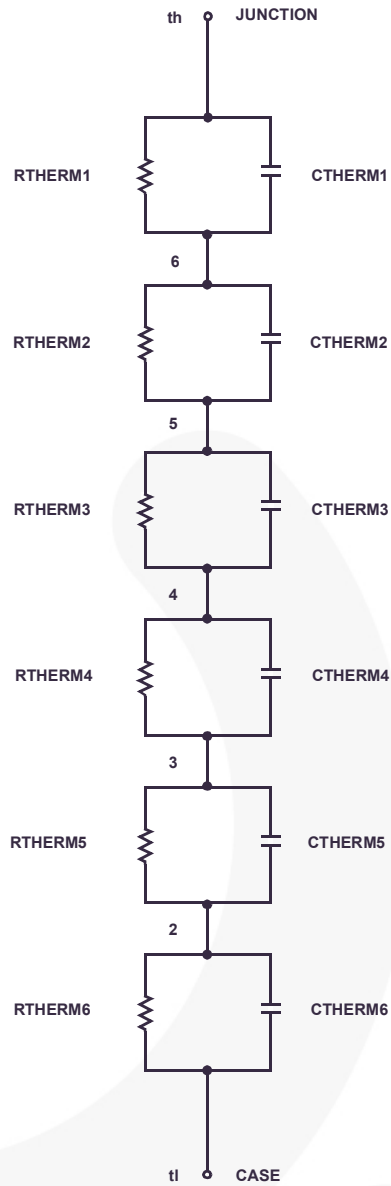 th JUNCTION
RTHERM1 CTHERM1
6
RTHERM2 CTHERM2
5
RTHERM3 CTHERM3
4
RTHERM4 CTHERM4
3
RTHERM5 CTHERM5
2
RTHERM6 CTHERM6
tl CASE